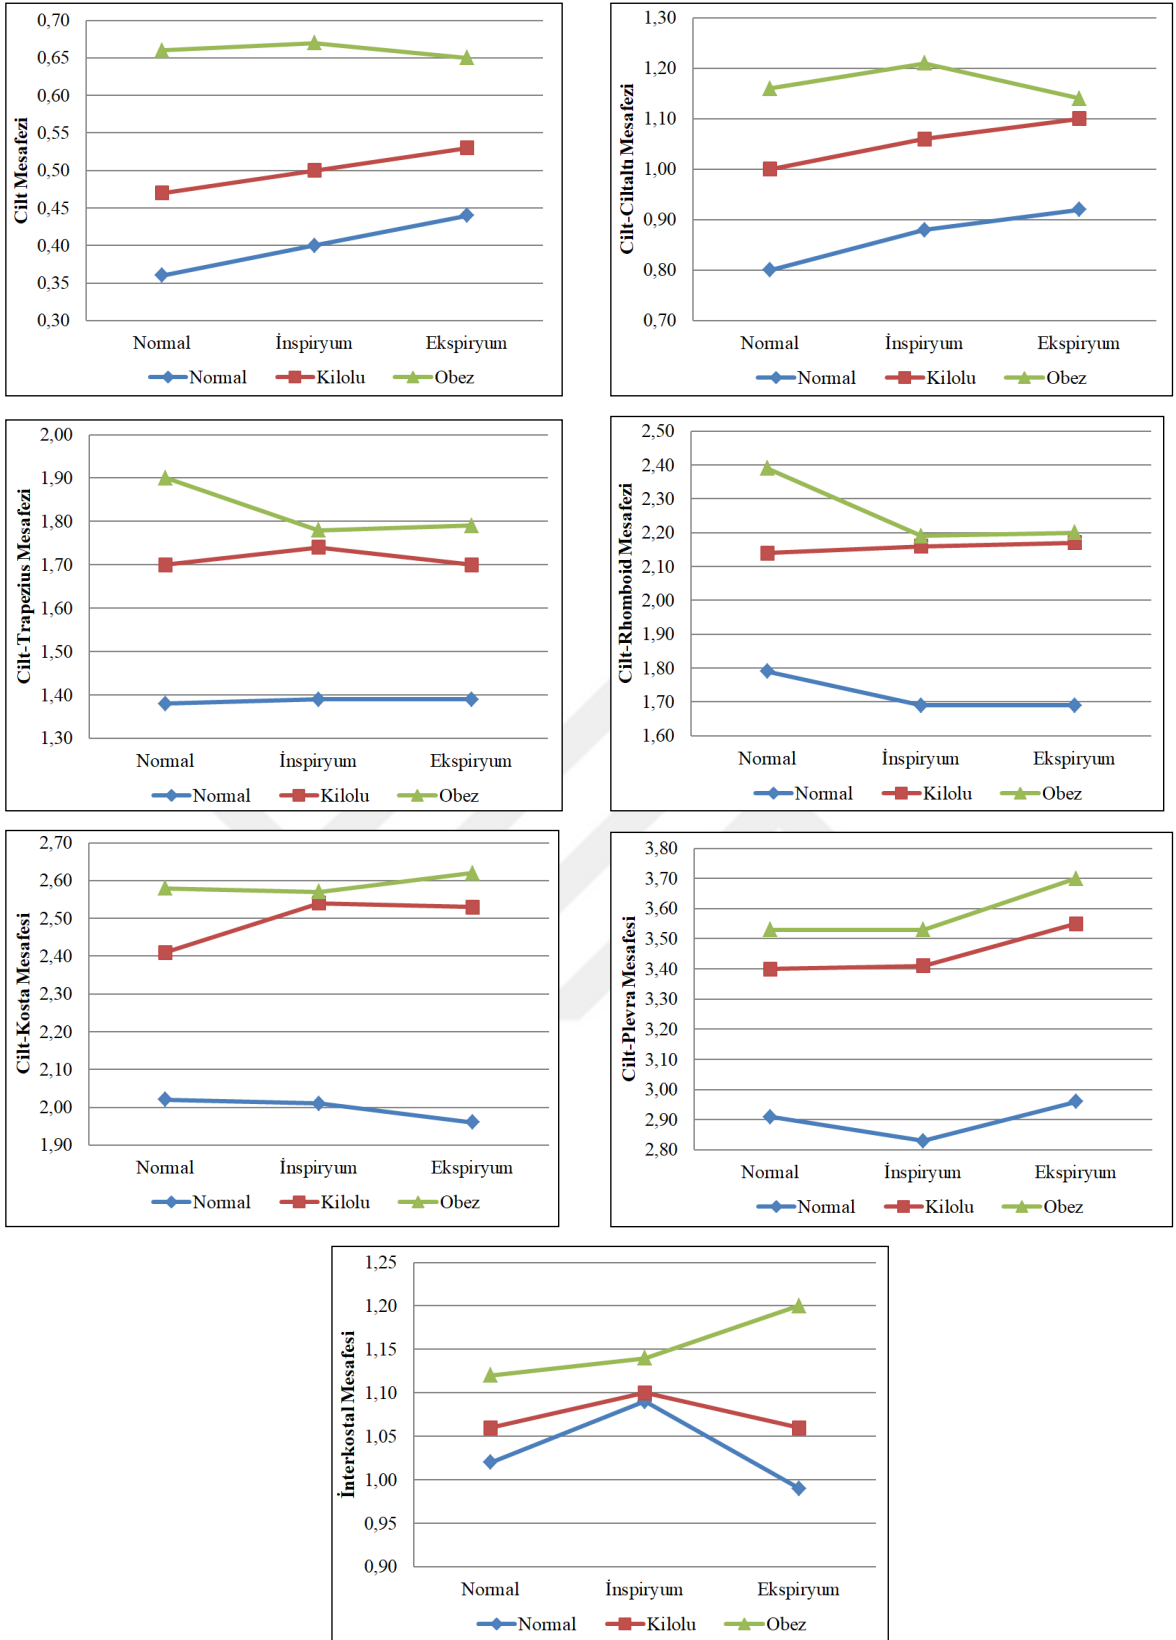 Cilt Mesafezi
0,70
0,65
0,60
0,55
0,50
0,45
0,40
0,35
0,30
Normal İnspiryum Ekspiryum
Normal Kilolu Obez
Cilt-Ciltaltı Mesafezi
1,30
1,20
1,10
1,00
0,90
0,80
0,70
Normal İnspiryum Ekspiryum
Normal Kilolu Obez
Cilt-Trapezius Mesafezi
2,00
1,90
1,80
1,70
1,60
1,50
1,40
1,30
Normal İnspiryum Ekspiryum
Normal Kilolu Obez
Cilt-Rhomboid Mesafezi
2,50
2,40
2,30
2,20
2,10
2,00
1,90
1,80
1,70
1,60
Normal İnspiryum Ekspiryum
Normal Kilolu Obez
Cilt-Kosta Mesafesi
2,70
2,60
2,50
2,40
2,30
2,20
2,10
2,00
1,90
Normal İnspiryum Ekspiryum
Normal Kilolu Obez
Cilt-Plevra Mesafesi
3,80
3,70
3,60
3,50
3,40
3,30
3,20
3,10
3,00
2,90
2,80
Normal İnspiryum Ekspiryum
Normal Kilolu Obez
İnterkostal Mesafesi
1,25
1,20
1,15
1,10
1,05
1,00
0,95
0,90
Normal İnspiryum Ekspiryum
Normal Kilolu Obez